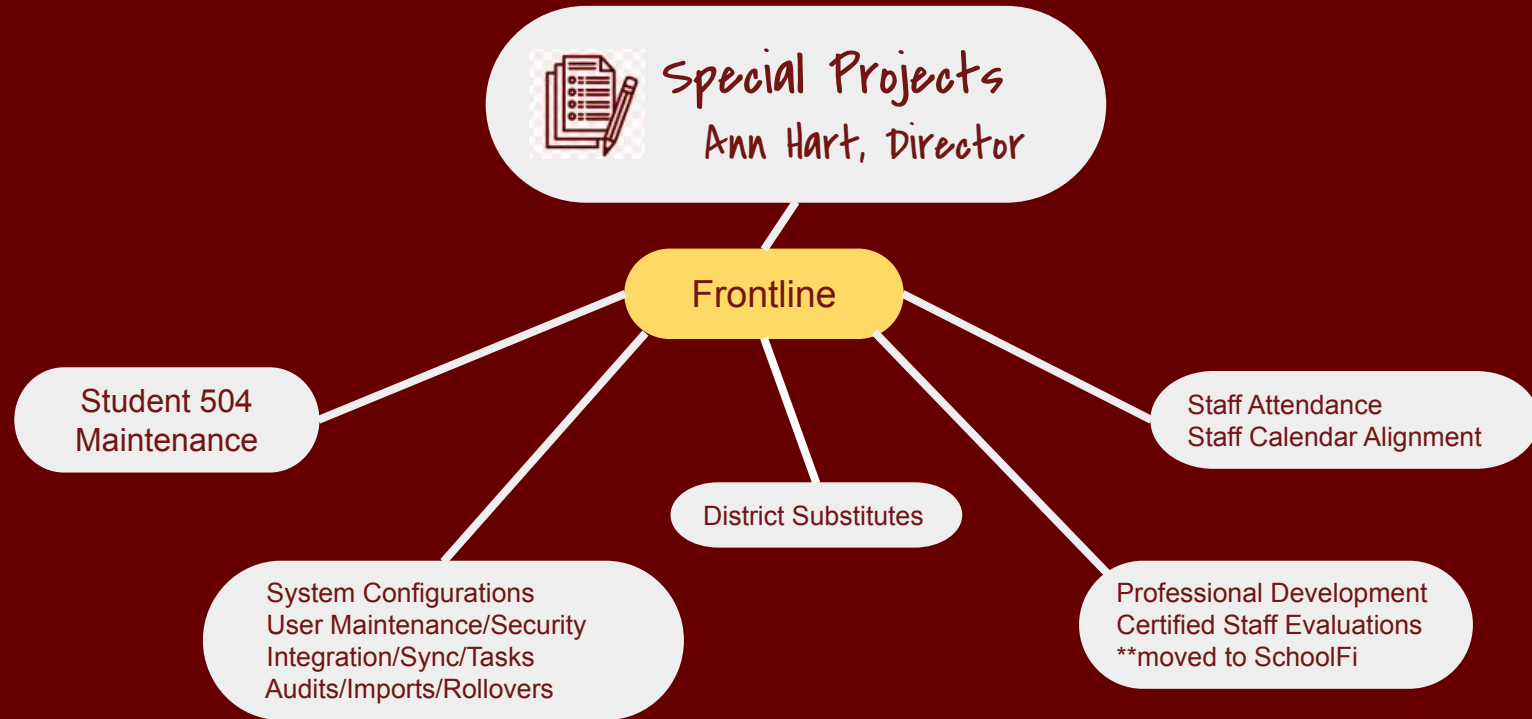 Special Projects
Ann Hart, Director
Frontline
Student 504
Maintenance
Staff Attendance
Staff Calendar Alignment
District Substitutes
System Configurations
User Maintenance/Security
Integration/Sync/Tasks
Audits/Imports/Rollovers
Professional Development
Certified Staff Evaluations
**moved to SchoolFi